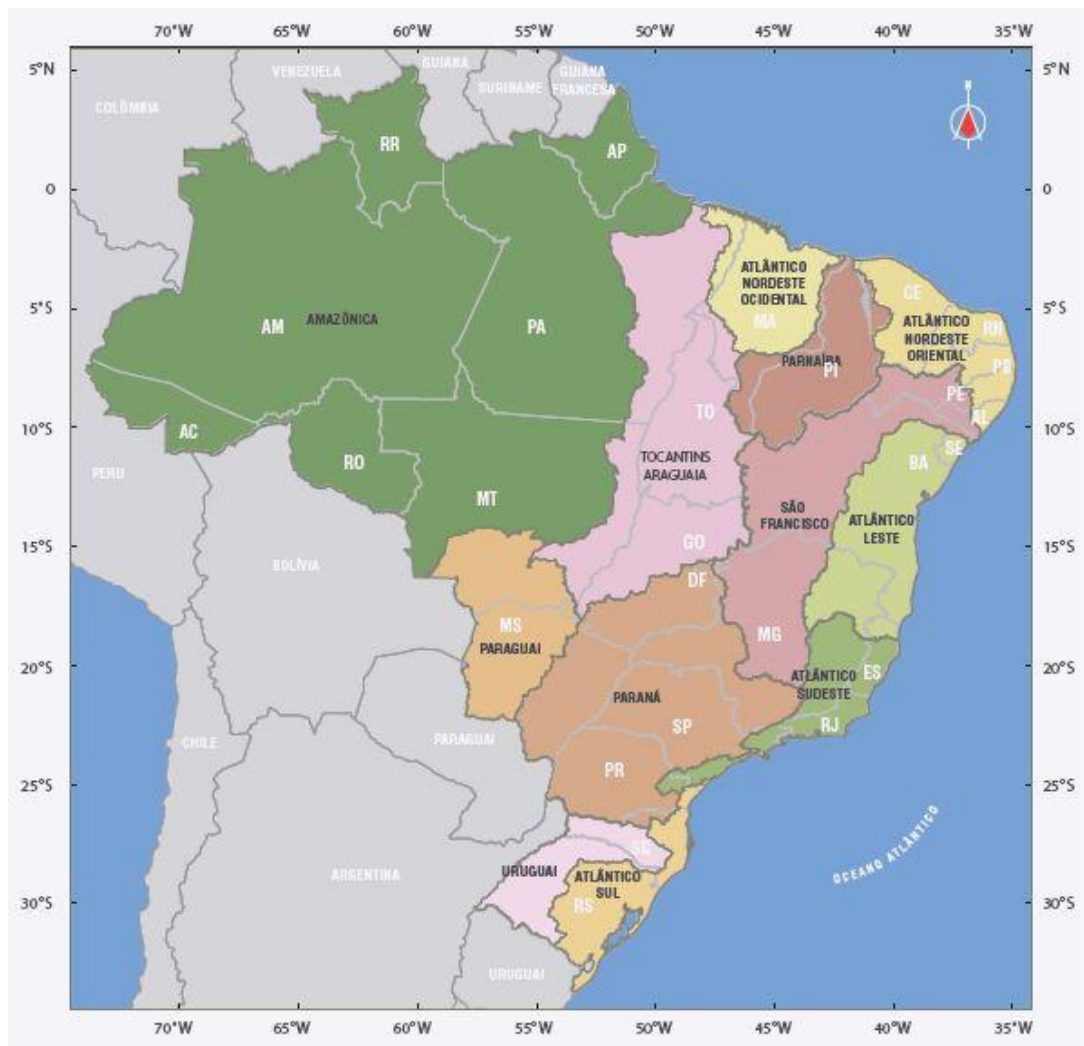 70°W 65°W 60°W 55°W 50°W 45°W 40°W 35°W
5°N
VENEZUELA
GUIANA
SURINAME
GUIANA
FRANCESA
5°N
COLÔMBIA
N
RR
AP
0
0
ATLÂNTICO
NORDESTE
OCIDENTAL
MA
CE
5°S
5°S
AM
AMAZÔNICA
PA
ATLÂNTICO
NORDESTE
ORIENTAL
RN
PARNAÍBA
PI
PB
PE
TO
AL
10°S
10°S
AC
SE
RO
BA
PERU
TOCANTINS
ARAGUAIA
MT
SÃO
FRANCISCO
ATLÂNTICO
LESTE
GO
15°S
15°S
BOLÍVIA
DF
MS
PARAGUAI
MG
20°S
20°S
ATLÂNTICO
SUDESTE
ES
PARANÁ
SP
RJ
PARAGUAI
CHILE
PR
25°S
25°S
OCEANO ATLÂNTICO
SC
ARGENTINA
URUGUAI
ATLÂNTICO
SUL
RS
30°S
30°S
URUGUAI
70°W 65°W 60°W 55°W 50°W 45°W 40°W 35°W